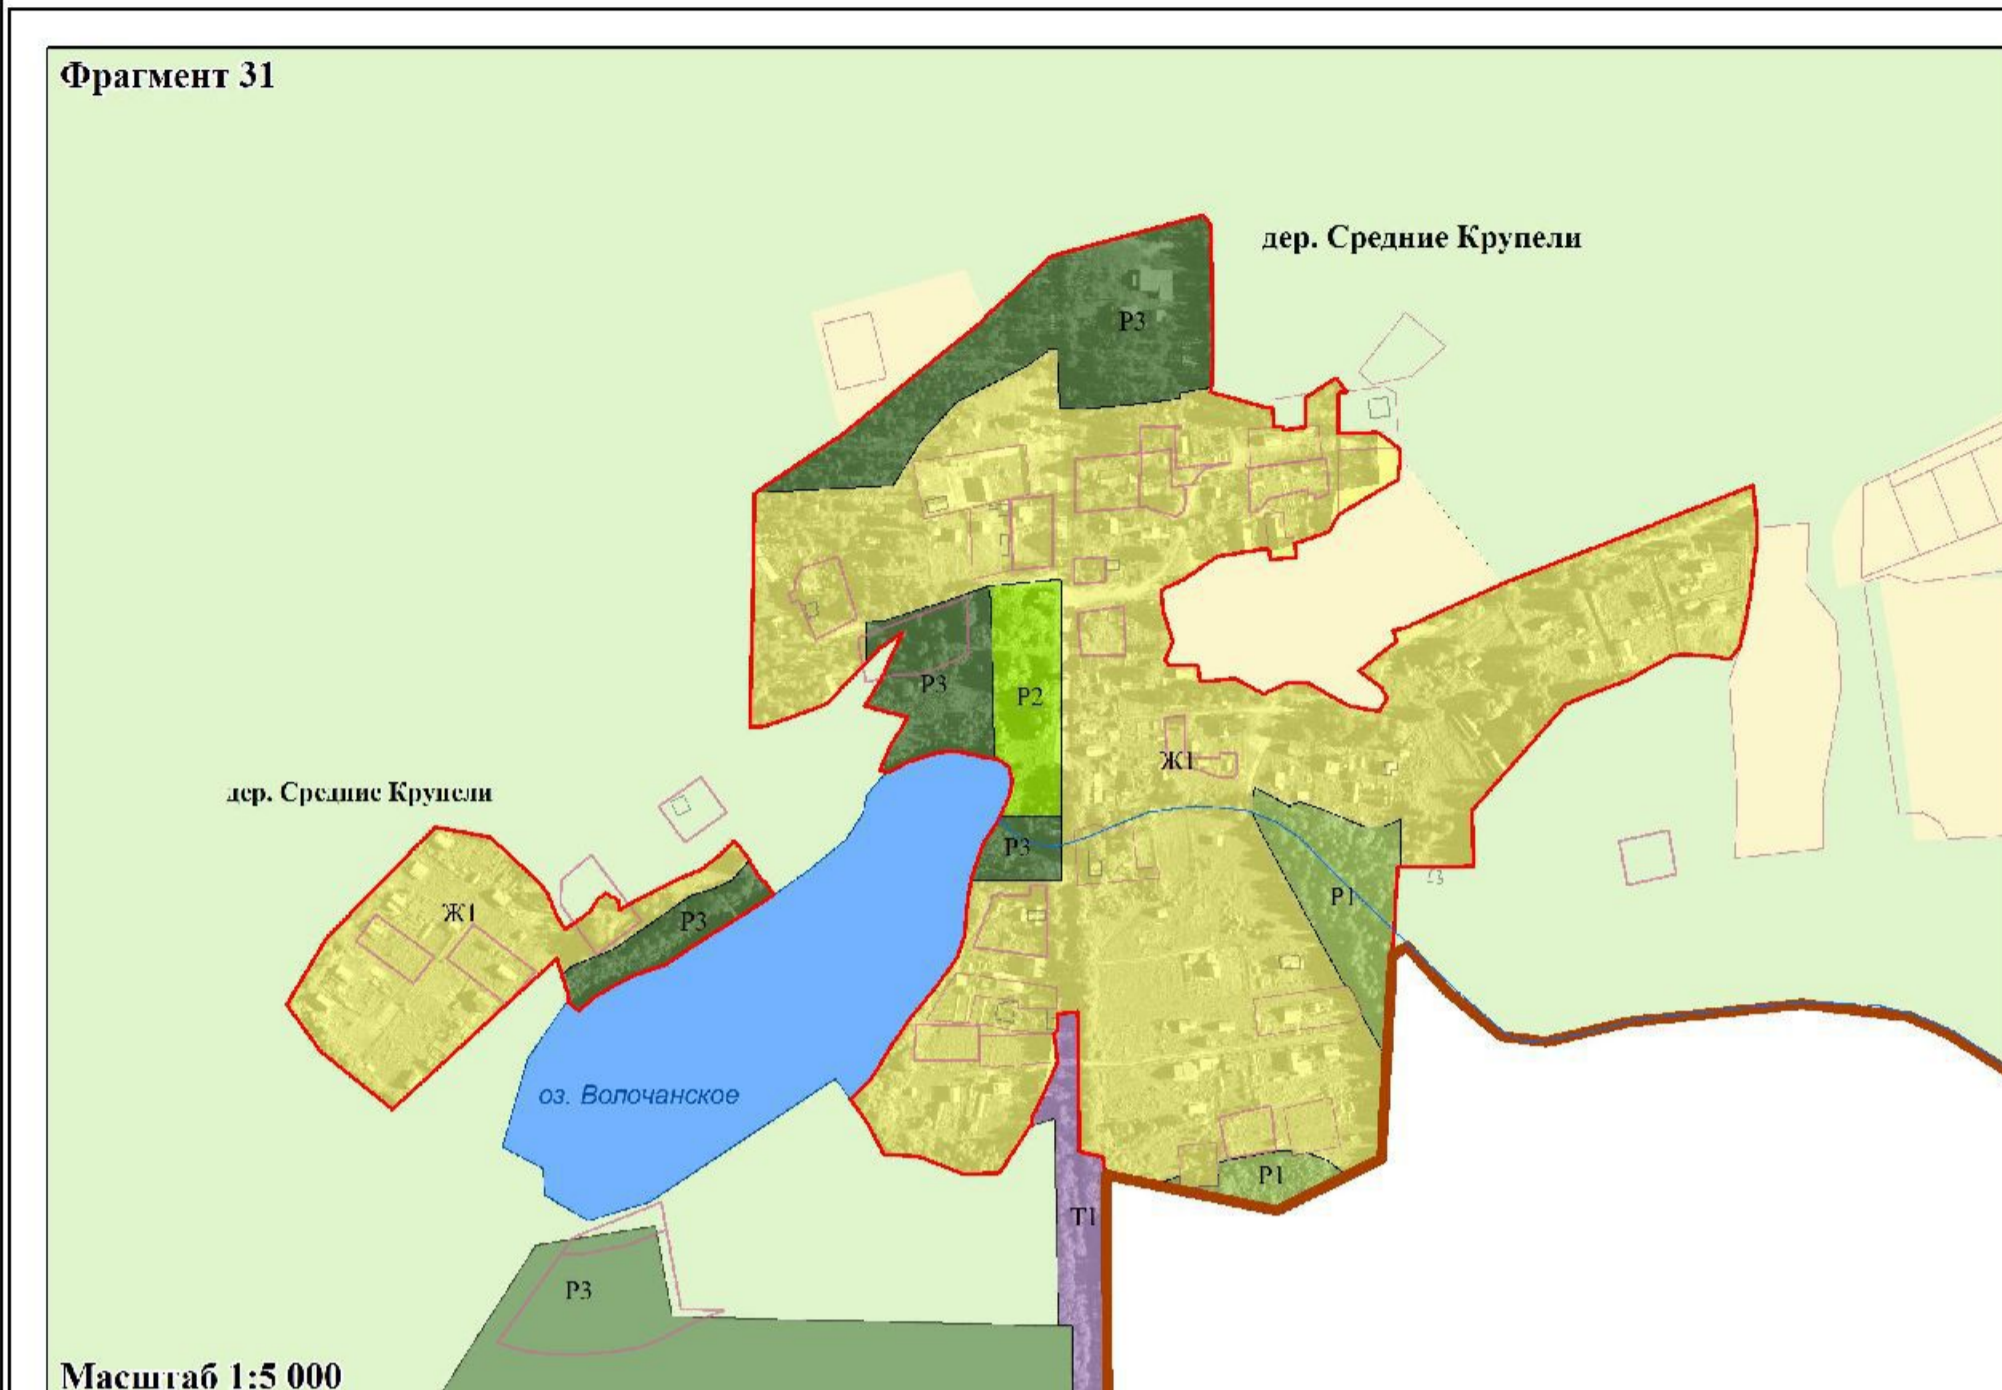 Фрагмент 31
дер. Средние Крупели
Р3
Р3
Р2
Ж1
дер. Средние Крупели
Р3
Р1
Ж1
Р3
оз. Волочанское
Р1
Т1
Р3
Масштаб 1:5 000